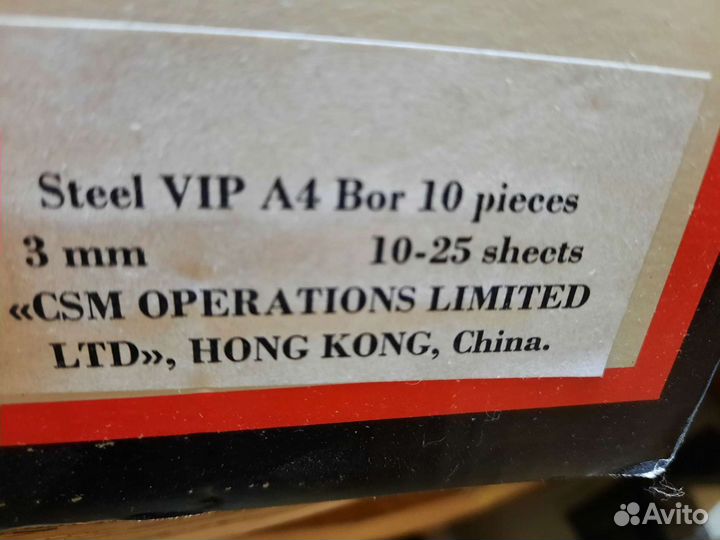 Steel VIP A4 Bor 10 pieces
3 mm 10-25 sheets
«CSM OPERATIONS LIMITED
LTD», HONG KONG, China.
Avito